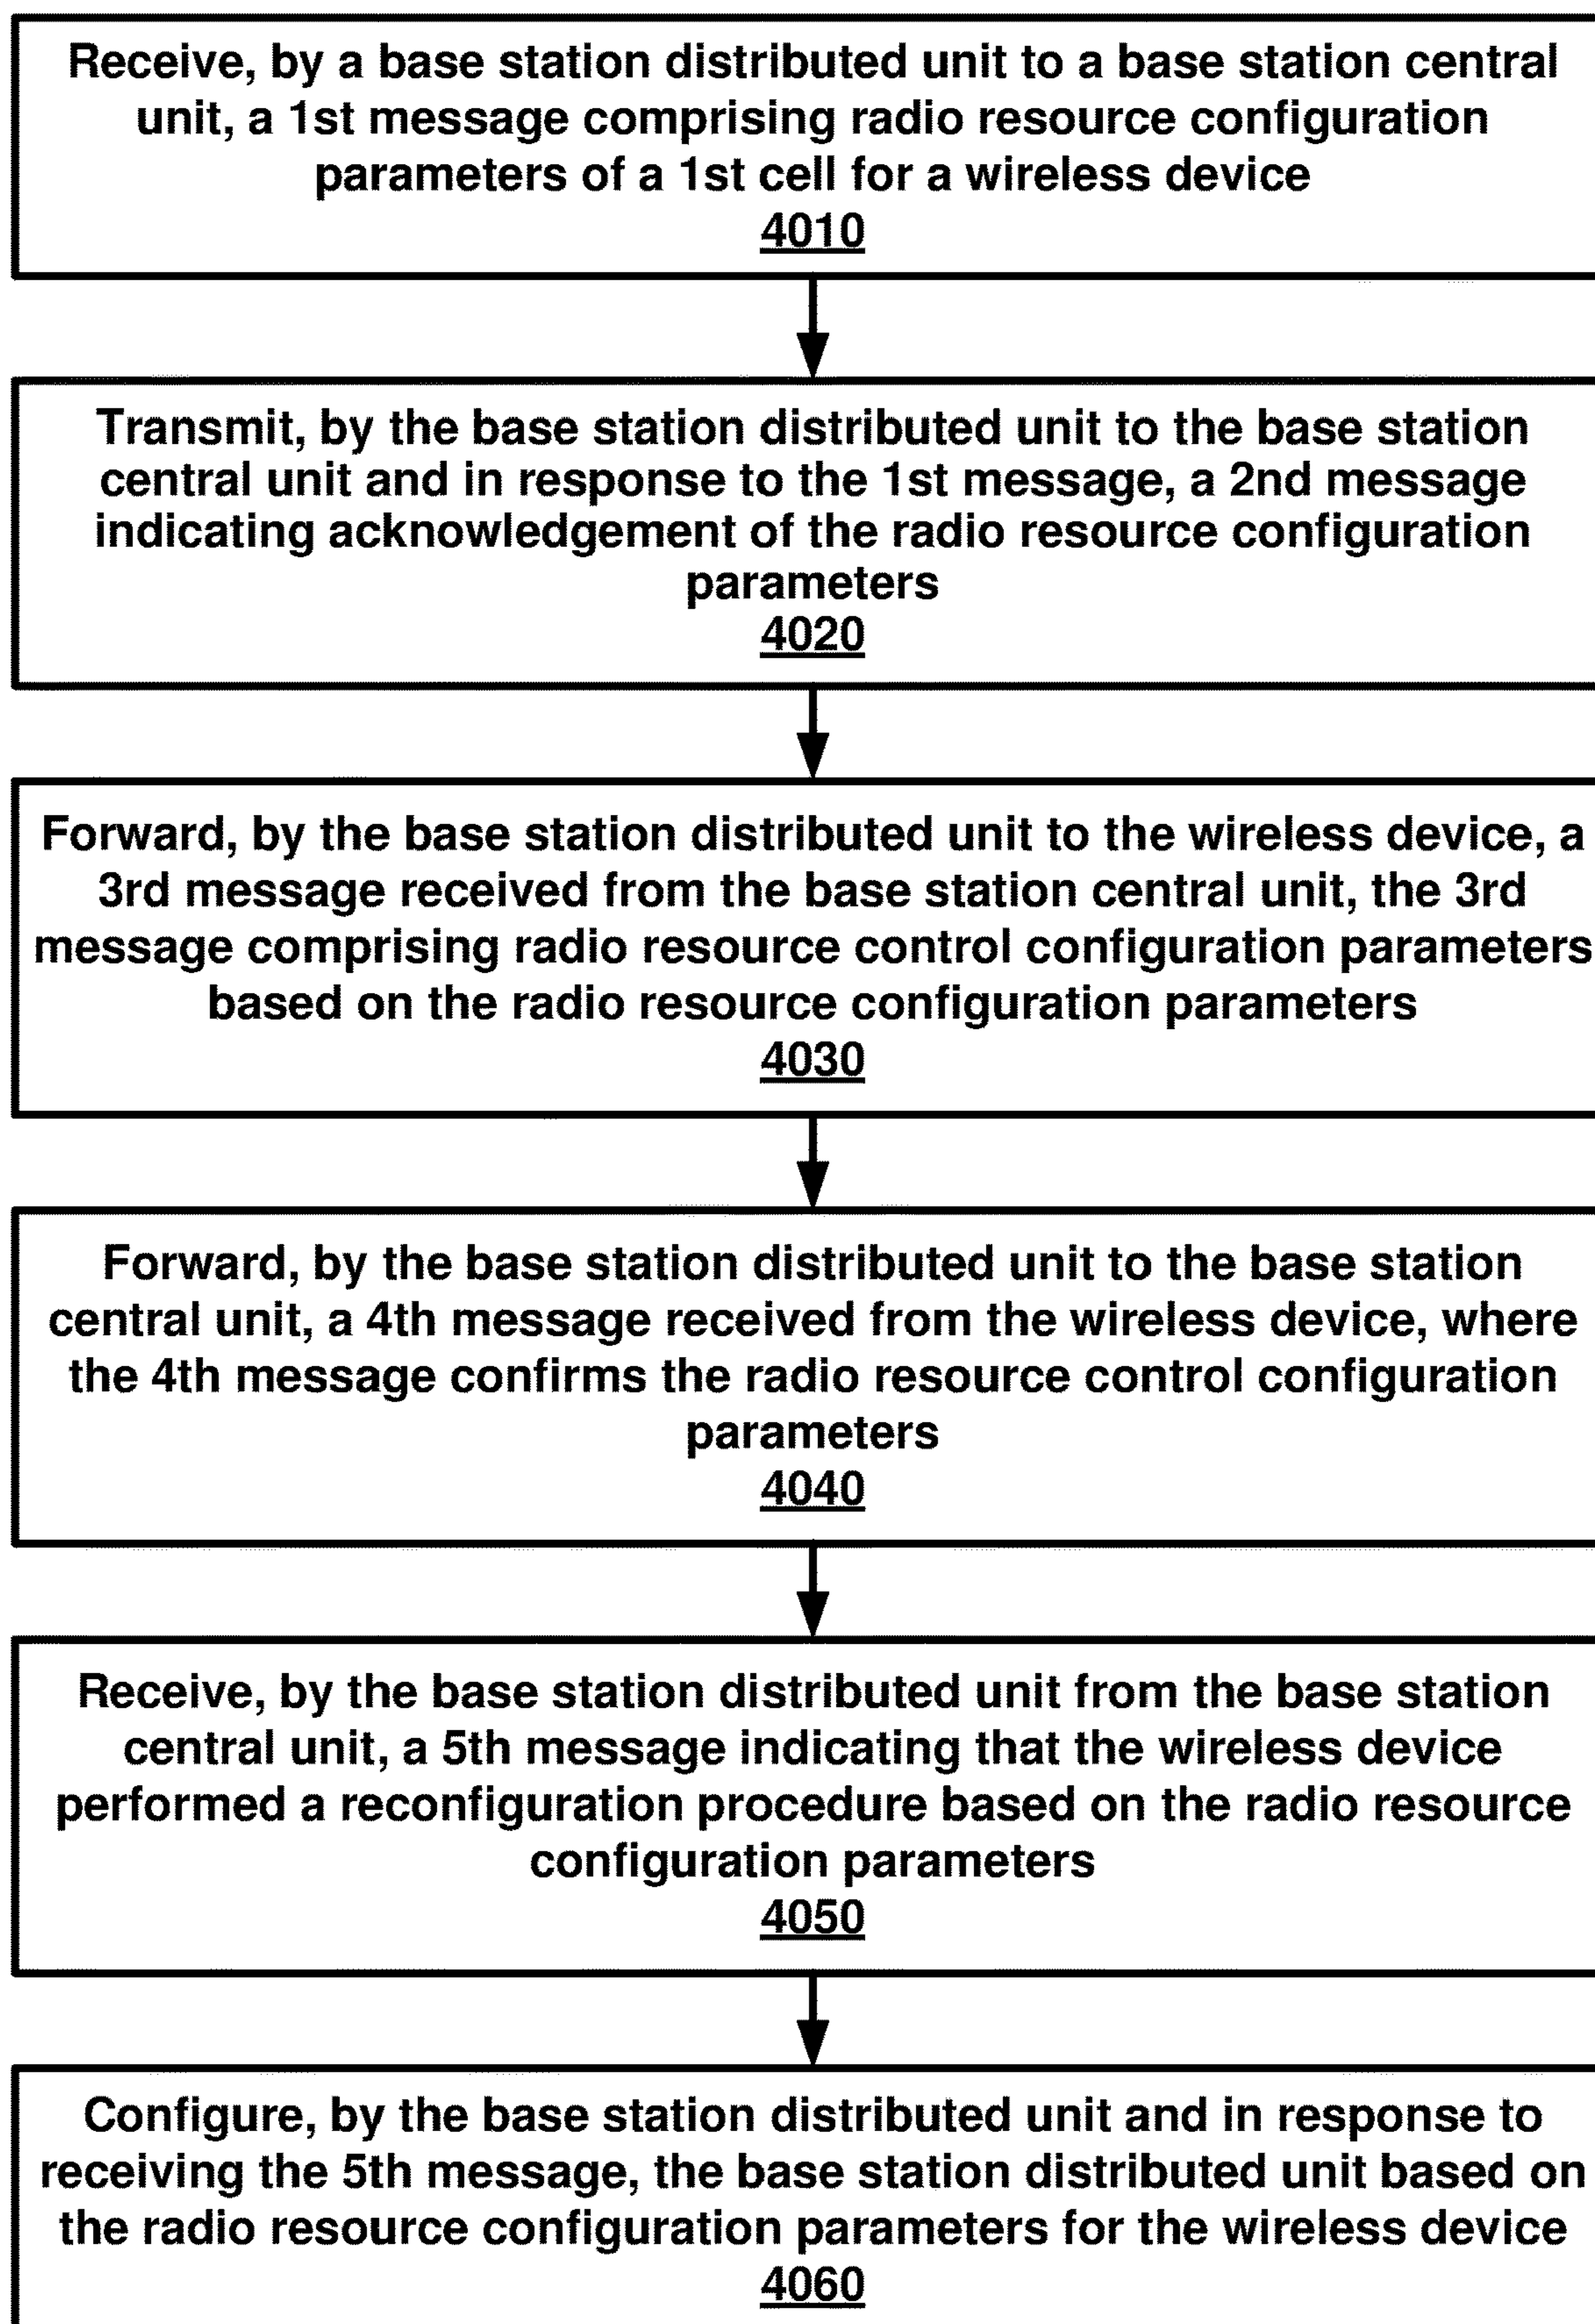 Receive, by a base station distributed unit to a base station central
unit, a 1st message comprising radio resource configuration
parameters of a 1st cell for a wireless device
4010
Transmit, by the base station distributed unit to the base station
central unit and in response to the 1st message, a 2nd message
indicating acknowledgement of the radio resource configuration
parameters
4020
Forward, by the base station distributed unit to the wireless device, a
3rd message received from the base station central unit, the 3rd
message comprising radio resource control configuration parameters
based on the radio resource configuration parameters
4030
Forward, by the base station distributed unit to the base station
central unit, a 4th message received from the wireless device, where
the 4th message confirms the radio resource control configuration
parameters
4040
Receive, by the base station distributed unit from the base station
central unit, a 5th message indicating that the wireless device
performed a reconfiguration procedure based on the radio resource
configuration parameters
4050
Configure, by the base station distributed unit and in response to
receiving the 5th message, the base station distributed unit based on
the radio resource configuration parameters for the wireless device
4060